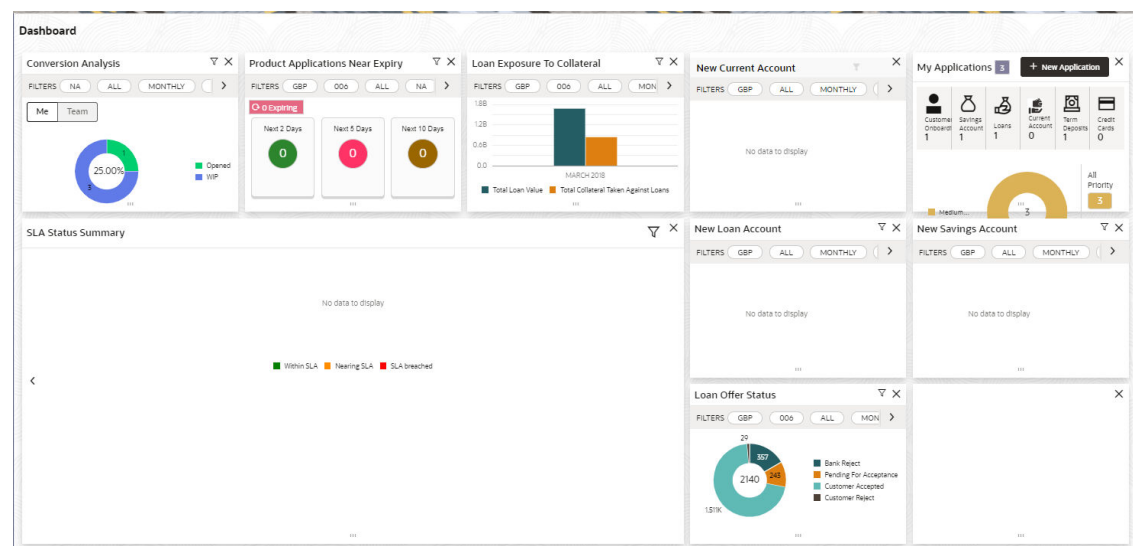 Dashboard
Conversion Analysis
FILTERS NA ALL MONTHLY
Me Team
1
25.00%
3
Opened
WIP
Product Applications Near Expiry
FILTERS GBP 006 ALL NA
0 Expiring
Next 2 Days Next 5 Days Next 10 Days
0 0 0
Loan Exposure To Collateral
FILTERS GBP 006 ALL MON
1.8B
1.2B
0.6B
0.0
MARCH 2018
Total Loan Value Total Collateral Taken Against Loans
New Current Account
FILTERS GBP ALL MONTHLY
No data to display
My Applications 3 + New Application
Custome Savings Loans Current Term Credit
Onboard Account Account Deposits Cards
1 1 1 0 1 0
All
Priority
3
Medium... 3
SLA Status Summary
No data to display
Within SLA Nearing SLA SLA breached
New Loan Account
FILTERS GBP ALL MONTHLY
No data to display
New Savings Account
FILTERS GBP ALL MONTHLY
No data to display
Loan Offer Status
FILTERS GBP 006 ALL MON
29
357
2140 245
1.511K
Bank Reject
Pending For Acceptance
Customer Accepted
Customer Reject